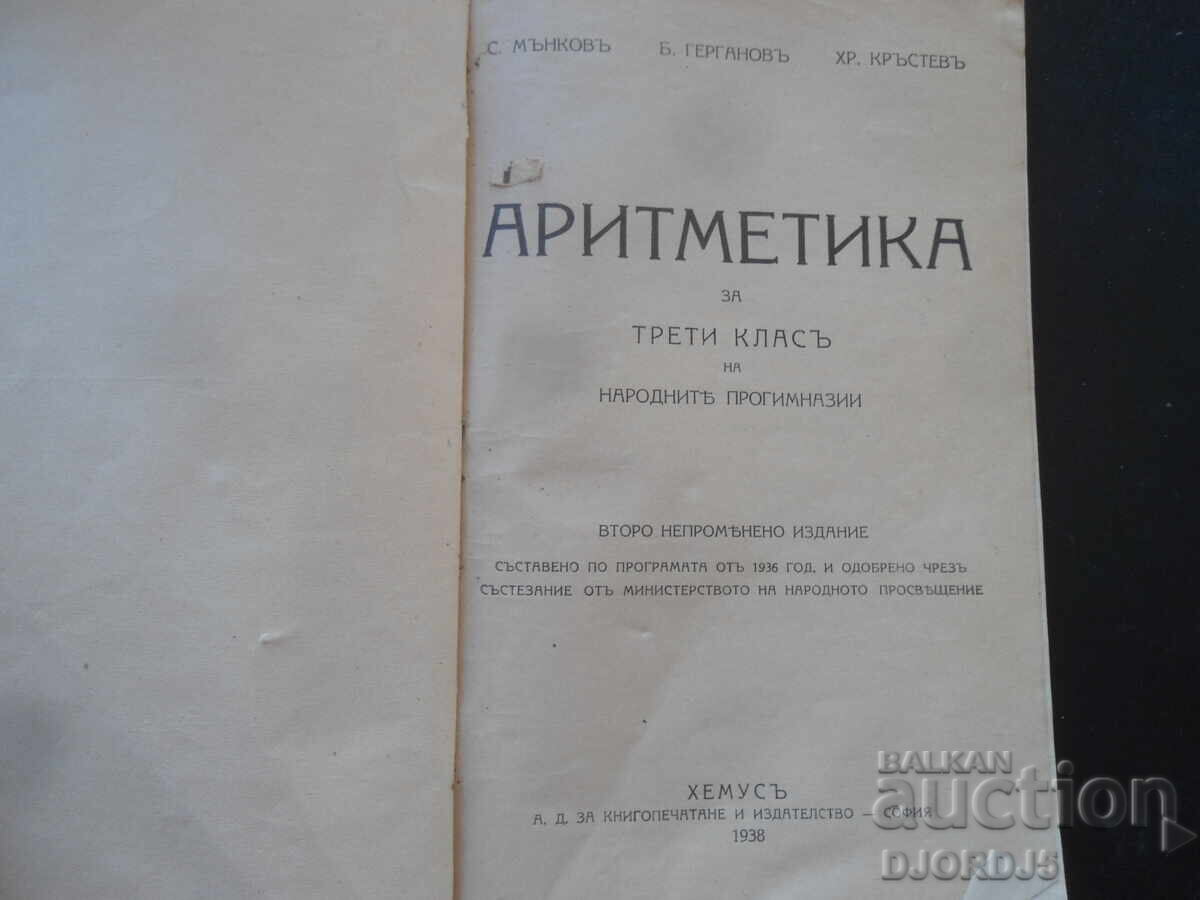 С. МЪНКОВЪ Б. ГЕРГАНОВЪ ХР. КРЪСТЕВЪ
АРИТМЕТИКА
ЗА
ТРЕТИ КЛАСЪ
НА
НАРОДНИТѢ ПРОГИМНАЗИИ
ВТОРО НЕПРОМѢНЕНО ИЗДАНИЕ
СЪСТАВЕНО ПО ПРОГРАМАТА ОТЪ 1936 ГОД. И ОДОБРЕНО ЧРЕЗЪ
СЪСТЕЗАНИЕ ОТЪ МИНИСТЕРСТВОТО НА НАРОДНОТО ПРОСВѢЩЕНИЕ
ХЕМУСЪ
А. Д. ЗА КНИГОПЕЧАТАНЕ И ИЗДАТЕЛСТВО — СОФИЯ
1938
BALKAN
auction
DJORDJ5